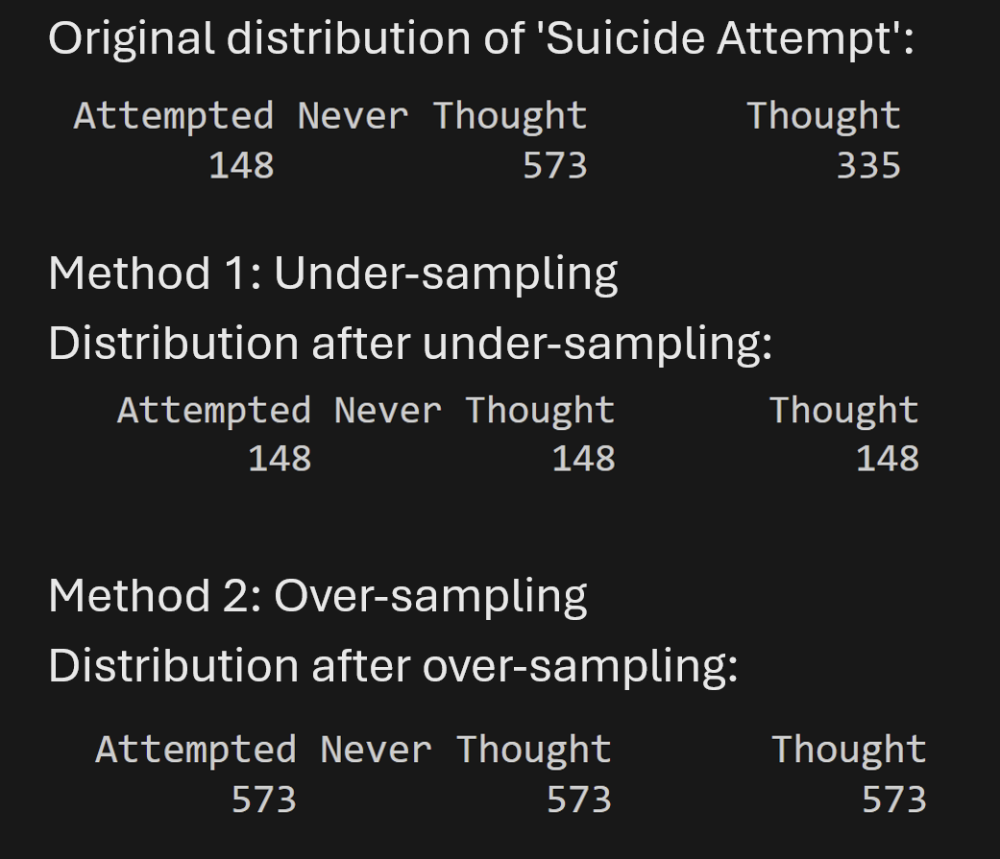 Original distribution of 'Suicide Attempt':
Attempted Never Thought Thought
148 573 335
Method 1: Under-sampling
Distribution after under-sampling:
Attempted Never Thought Thought
148 148 148
Method 2: Over-sampling
Distribution after over-sampling:
Attempted Never Thought Thought
573 573 573